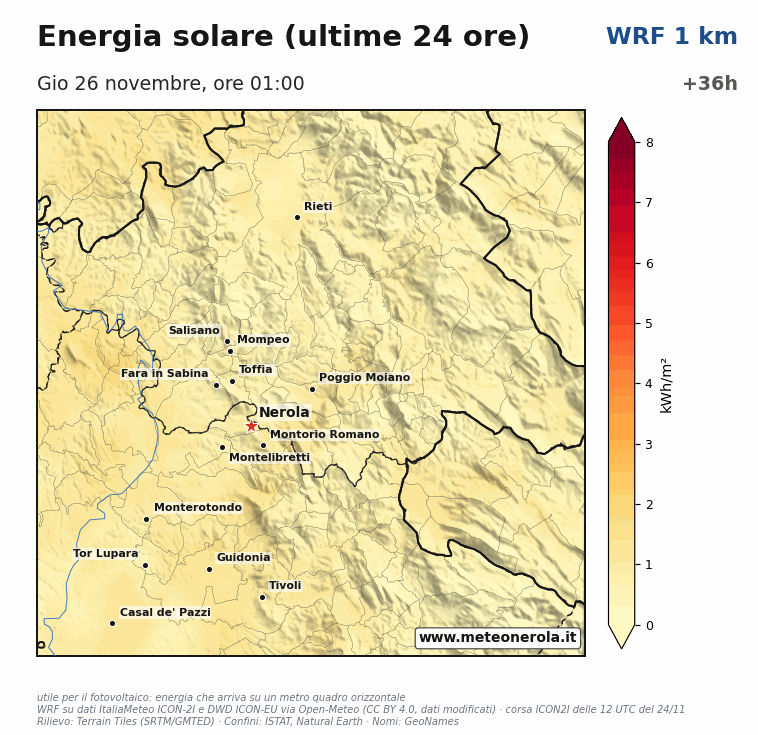 Energia solare (ultime 24 ore)
WRF 1 km
Gio 26 novembre, ore 01:00
+36h
Rieti
Salisano
Mompeo
Toffia
Fara in Sabina
Poggio Moiano
Nerola
Montorio Romano
Montelibretti
Monterotondo
Tor Lupara
Guidonia
Tivoli
Casal de' Pazzi
www.meteonerola.it
8
7
6
5
4
3
2
1
0
kWh/m²
utile per il fotovoltaico: energia che arriva su un metro quadro orizzontale
WRF su dati ItaliaMeteo ICON-2I e DWD ICON-EU via Open-Meteo (CC BY 4.0, dati modificati) · corsa ICON2I delle 12 UTC del 24/11
Rilievo: Terrain Tiles (SRTM/GMTED) · Confini: ISTAT, Natural Earth · Nomi: GeoNames